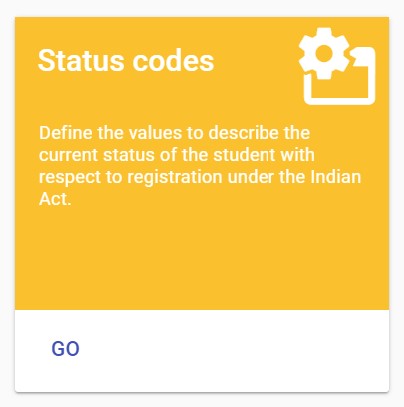 Status codes
Define the values to describe the
current status of the student with
respect to registration under the Indian
Act.
GO